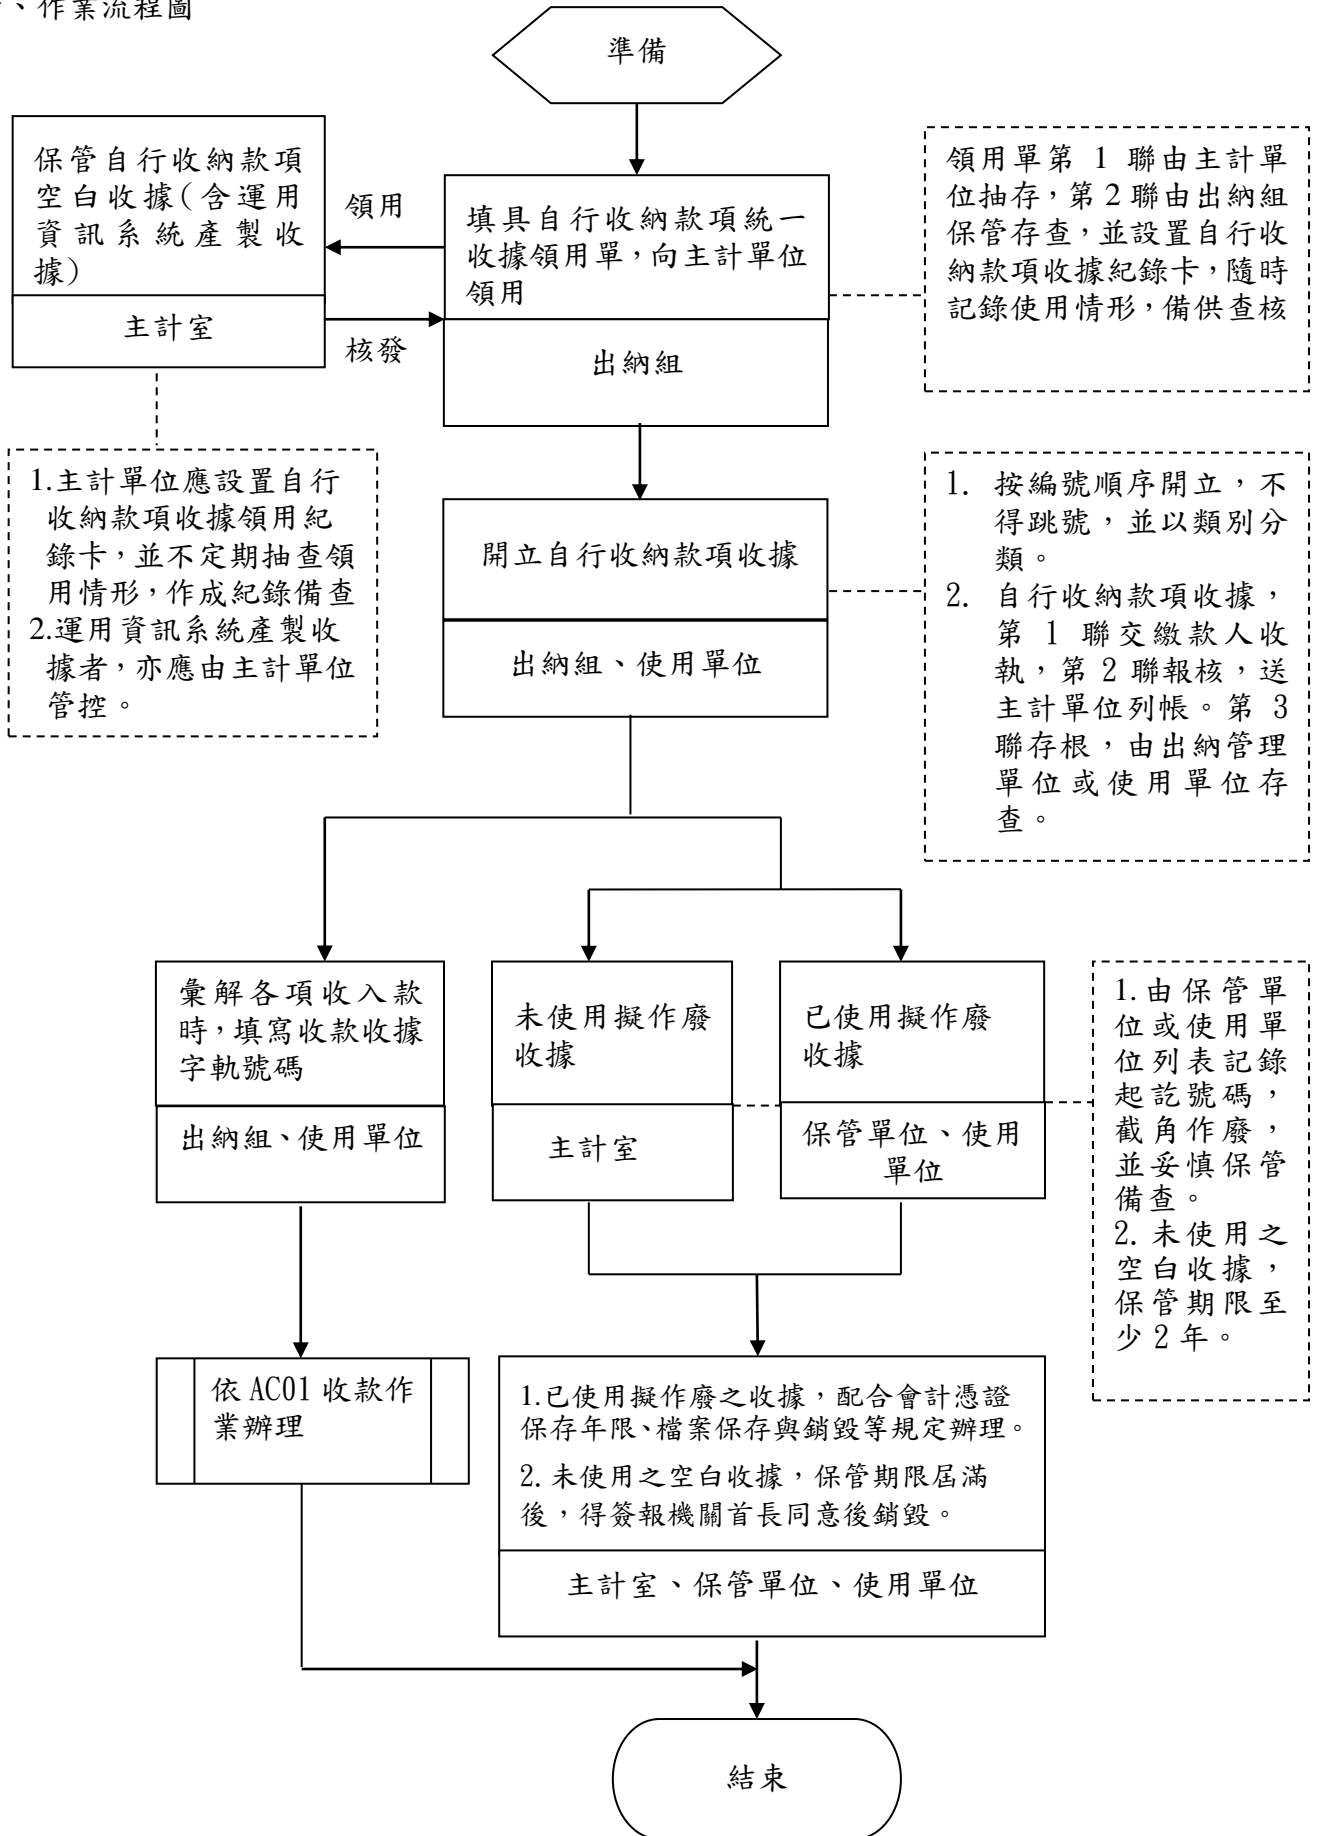 、作業流程圖
準備
保管自行收納款項
空白收據(含運用
資訊系統產製收
據)
主計室
領用
核發
填具自行收納款項統一
收據領用單，向主計單位
領用
出納組
領用單第 1 聯由主計單
位抽存，第 2 聯由出納組
保管存查，並設置自行收
納款項收據紀錄卡，隨時
記錄使用情形，備供查核
1.主計單位應設置自行
收納款項收據領用紀
錄卡，並不定期抽查領
用情形，作成紀錄備查
2.運用資訊系統產製收
據者，亦應由主計單位
管控。
開立自行收納款項收據
出納組、使用單位
1. 按編號順序開立，不
得跳號，並以類別分
類。
2. 自行收納款項收據，
第 1 聯交繳款人收
執，第 2 聯報核，送
主計單位列帳。第 3
聯存根，由出納管理
單位或使用單位存
查。
彙解各項收入款
時，填寫收款收據
字軌號碼
出納組、使用單位
未使用擬作廢
收據
主計室
已使用擬作廢
收據
保管單位、使用
單位
1.由保管單
位或使用單
位列表記錄
起訖號碼，
截角作廢，
並妥慎保管
備查。
2.未使用之
空白收據，
保管期限至
少 2 年。
依 AC01 收款作
業辦理
1.已使用擬作廢之收據，配合會計憑證
保存年限、檔案保存與銷毀等規定辦理。
2.未使用之空白收據，保管期限屆滿
後，得簽報機關首長同意後銷毀。
主計室、保管單位、使用單位
結束